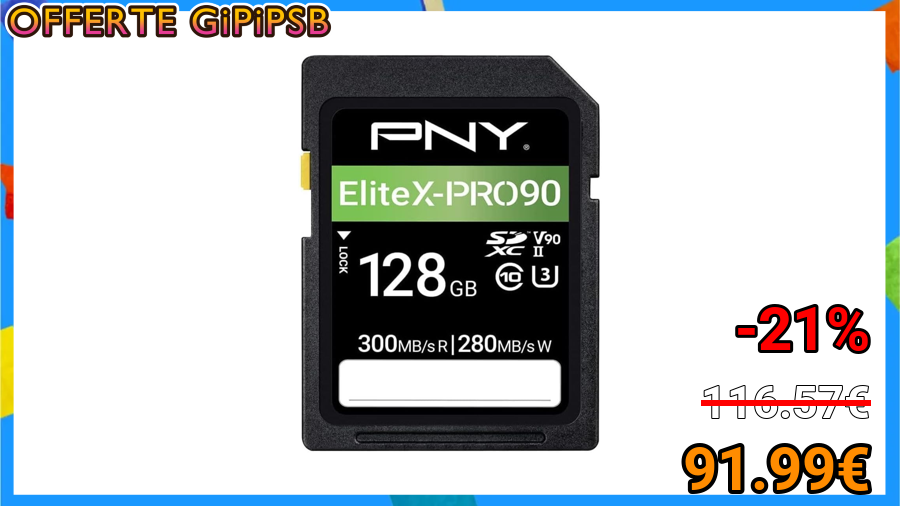 OFFERTE GiPiPSB
PNY®
EliteX-PRO90
LOCK
SD XC ™ II V90
128GB
10 U3
300MB/s R | 280MB/s W
-21%
116.57€
91.99€